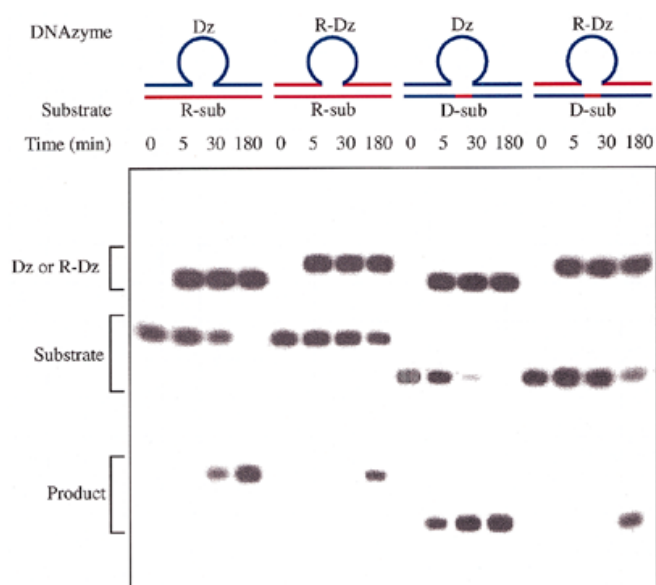 DNAzyme Dz R-Dz Dz R-Dz
Substrate R-sub R-sub D-sub D-sub
Time (min) 0 5 30 180 0 5 30 180 0 5 30 180 0 5 30 180
Dz or R-Dz
Substrate
Product